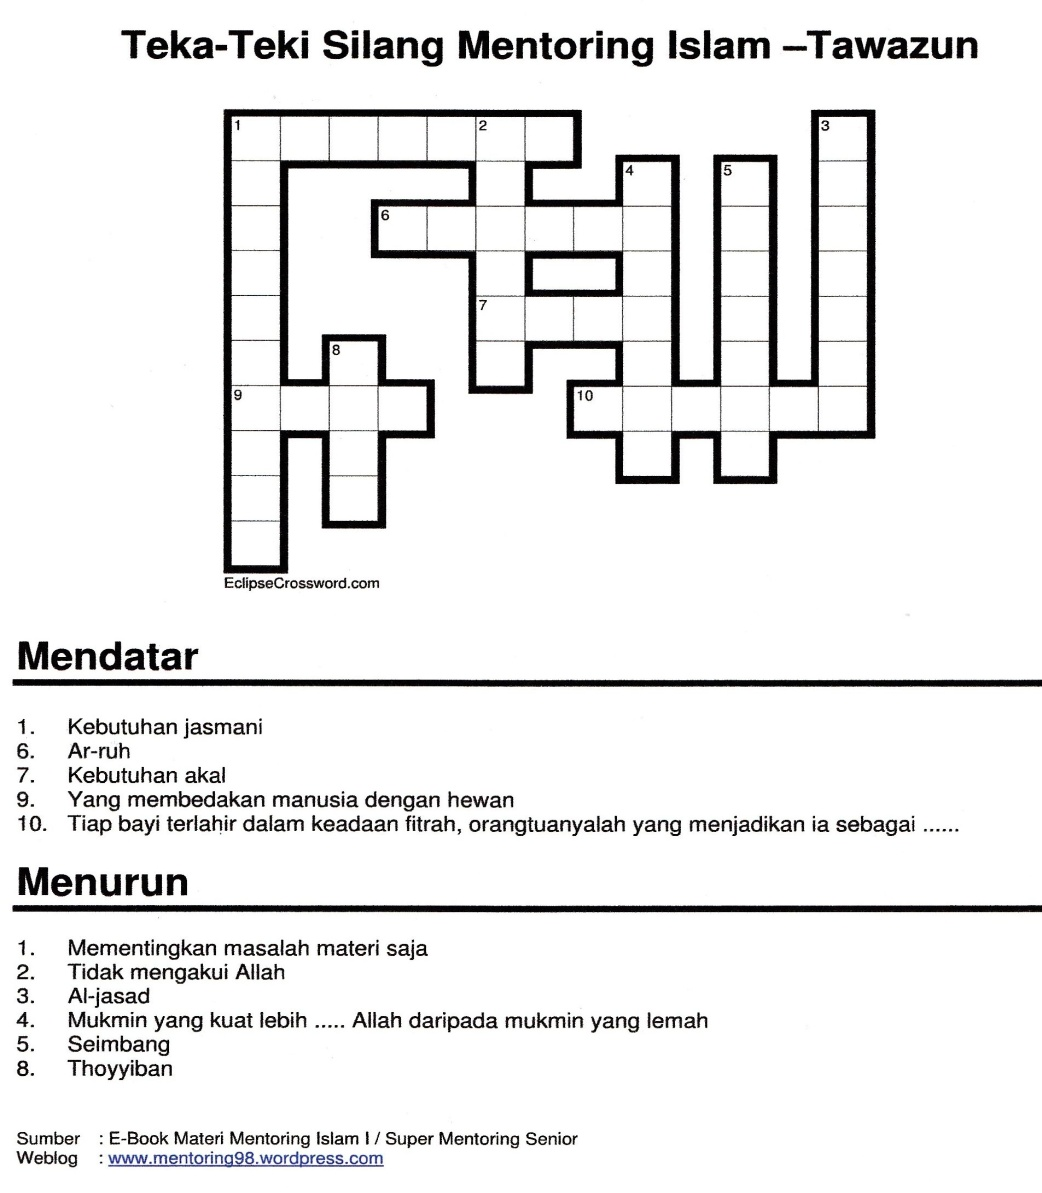 Teka-Teki Silang Mentoring Islam –Tawazun
1 2 3
4 5
6
7
8
9 10
EclipseCrossword.com
Mendatar
1. Kebutuhan jasmani
6. Ar-ruh
7. Kebutuhan akal
9. Yang membedakan manusia dengan hewan
10. Tiap bayi terlahir dalam keadaan fitrah, orangtuanyalah yang menjadikan ia sebagai ......
Menurun
1. Mementingkan masalah materi saja
2. Tidak mengakui Allah
3. Al-jasad
4. Mukmin yang kuat lebih ..... Allah daripada mukmin yang lemah
5. Seimbang
8. Thoyyiban
Sumber : E-Book Materi Mentoring Islam I / Super Mentoring Senior
Weblog : www.mentoring98.wordpress.com